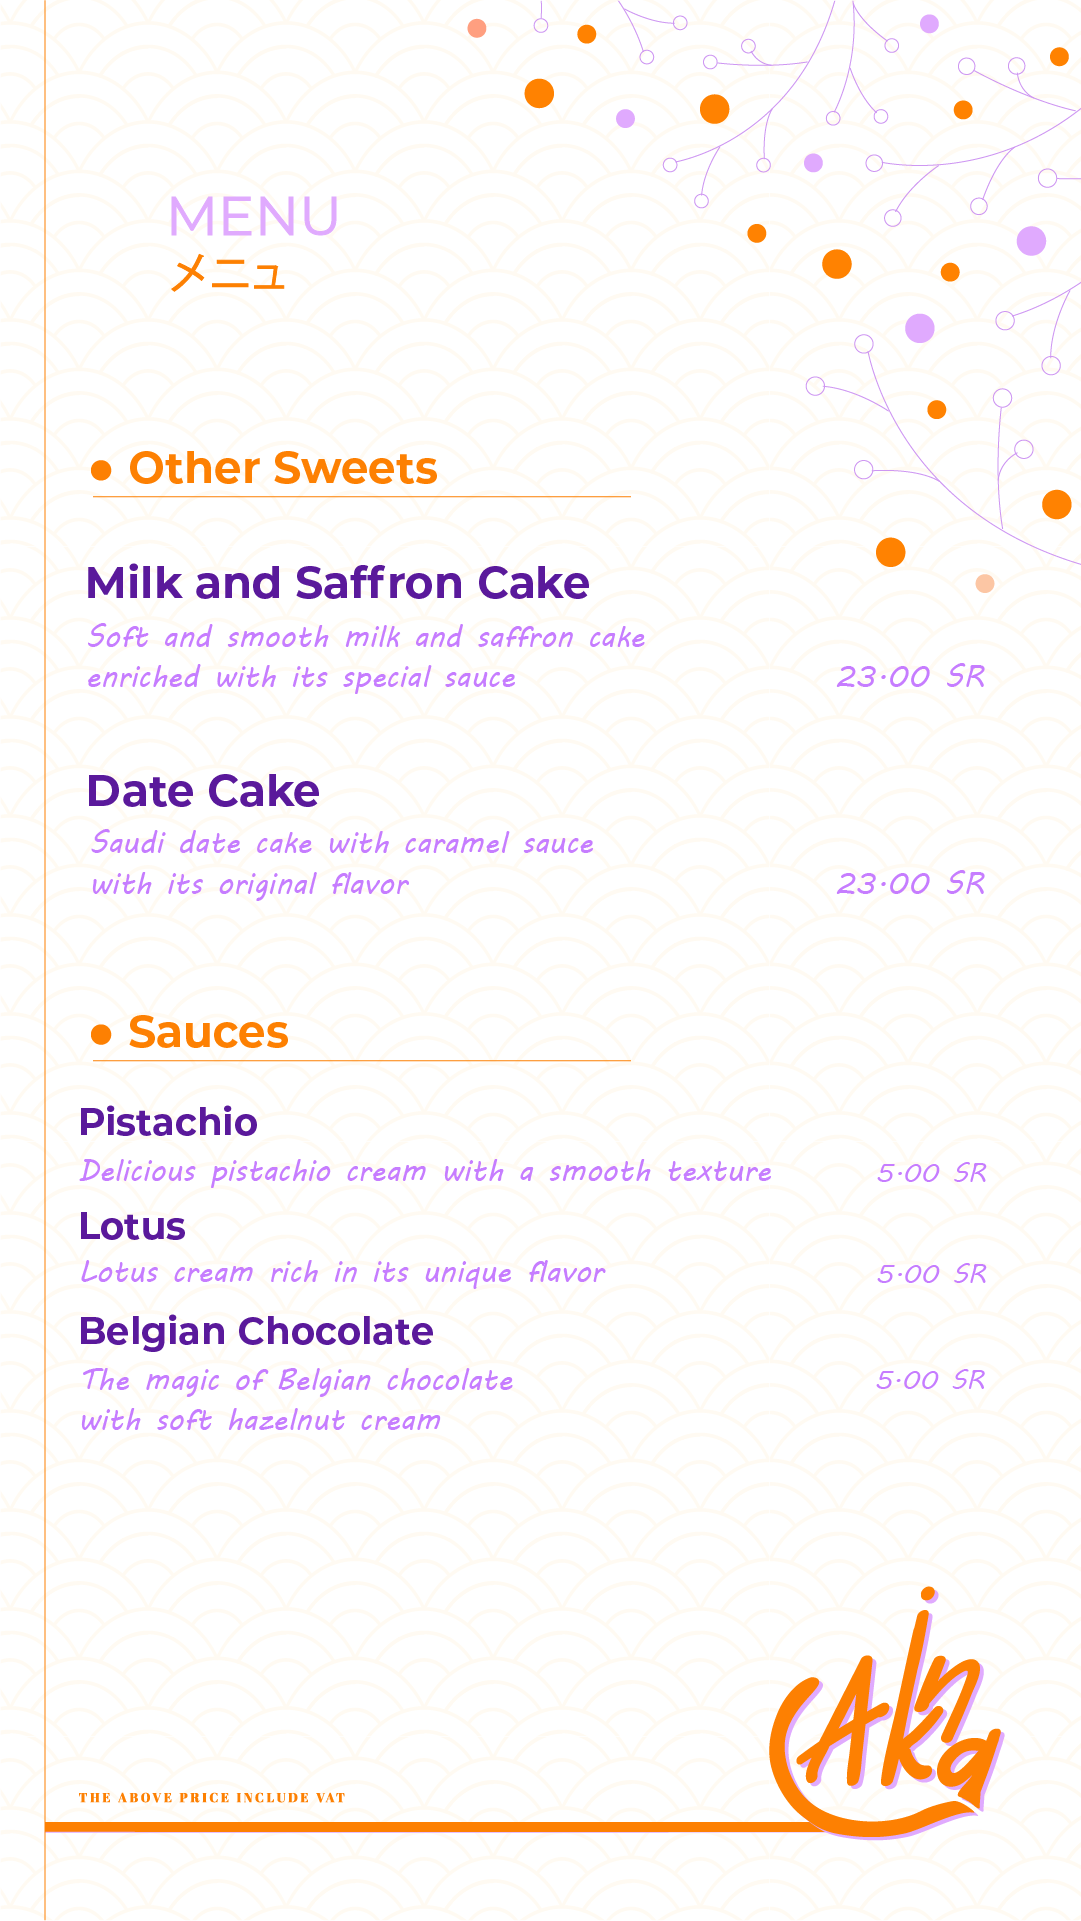 MENU
メニュ
● Other Sweets
Milk and Saffron Cake
Soft and smooth milk and saffron cake
enriched with its special sauce 23.00 SR
Date Cake
Saudi date cake with caramel sauce
with its original flavor 23.00 SR
● Sauces
Pistachio
Delicious pistachio cream with a smooth texture 5.00 SR
Lotus
Lotus cream rich in its unique flavor 5.00 SR
Belgian Chocolate
The magic of Belgian chocolate 5.00 SR
with soft hazelnut cream
THE ABOVE PRICE INCLUDE VAT